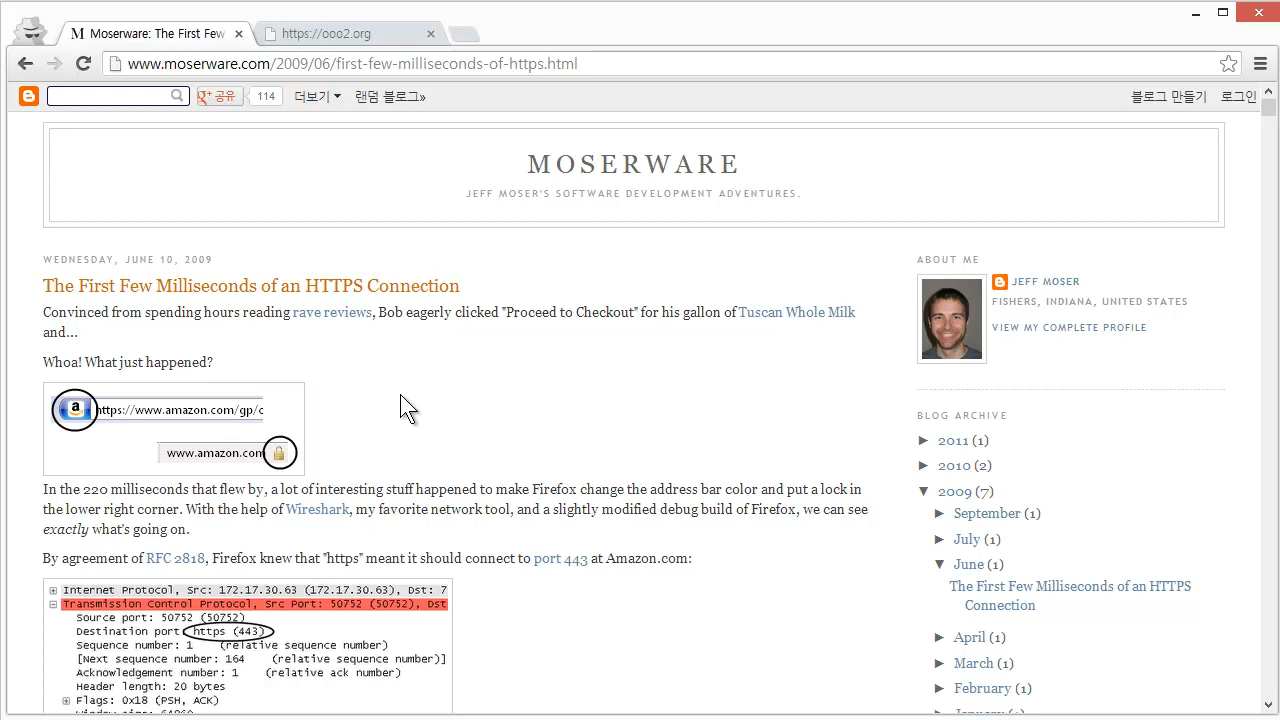 M Moserware: The First Few
https://ooo2.org
www.moserware.com/2009/06/first-few-milliseconds-of-https.html
g+ 공유 114 더보기 랜덤 블로그» 블로그 만들기 로그인
MOSERWARE
JEFF MOSER'S SOFTWARE DEVELOPMENT ADVENTURES.
WEDNESDAY, JUNE 10, 2009
The First Few Milliseconds of an HTTPS Connection
Convinced from spending hours reading rave reviews, Bob eagerly clicked "Proceed to Checkout" for his gallon of Tuscan Whole Milk
and...
Whoa! What just happened?
a https://www.amazon.com/gp/c
www.amazon.com
In the 220 milliseconds that flew by, a lot of interesting stuff happened to make Firefox change the address bar color and put a lock in
the lower right corner. With the help of Wireshark, my favorite network tool, and a slightly modified debug build of Firefox, we can see
exactly what's going on.
By agreement of RFC 2818, Firefox knew that "https" meant it should connect to port 443 at Amazon.com:
Internet Protocol, Src: 172.17.30.63 (172.17.30.63), Dst: 7
Transmission Control Protocol, Src Port: 50752 (50752), Dst
Source port: 50752 (50752)
Destination port: https (443)
Sequence number: 1 (relative sequence number)
[Next sequence number: 164 (relative sequence number)]
Acknowledgement number: 1 (relative ack number)
Header length: 20 bytes
Flags: 0x18 (PSH, ACK)
ABOUT ME
JEFF MOSER
FISHERS, INDIANA, UNITED STATES
VIEW MY COMPLETE PROFILE
BLOG ARCHIVE
► 2011 (1)
► 2010 (2)
▼ 2009 (7)
► September (1)
► July (1)
▼ June (1)
The First Few Milliseconds of an HTTPS
Connection
► April (1)
► March (1)
► February (1)